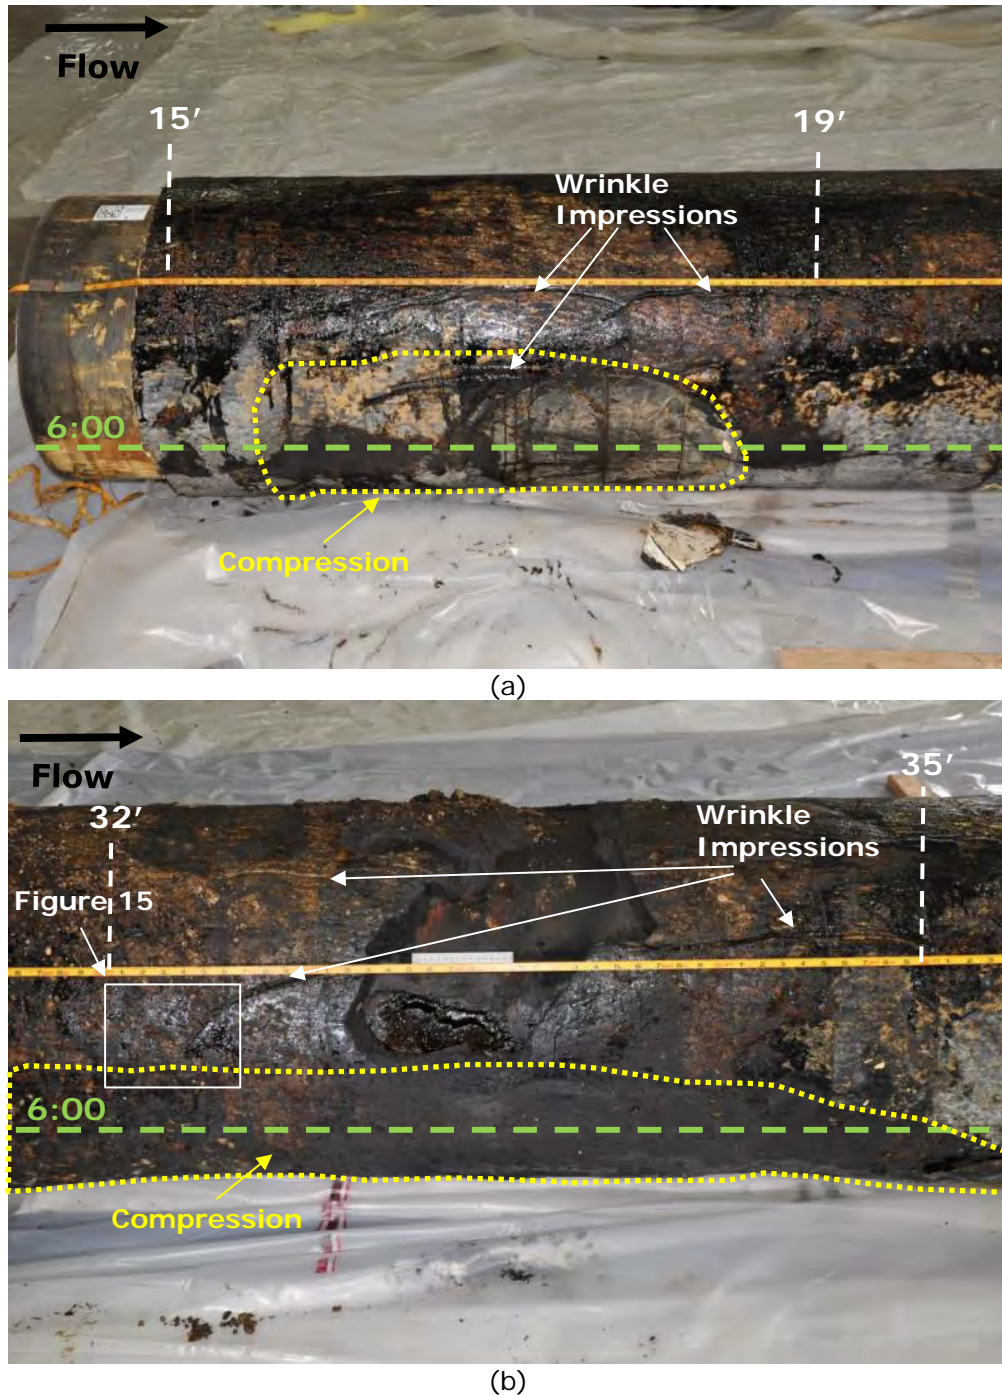 Flow
15'
19'
Wrinkle
Impressions
6:00
Compression
(a)
Flow
35'
32'
Wrinkle
Impressions
Figure 15
6:00
Compression
(b)